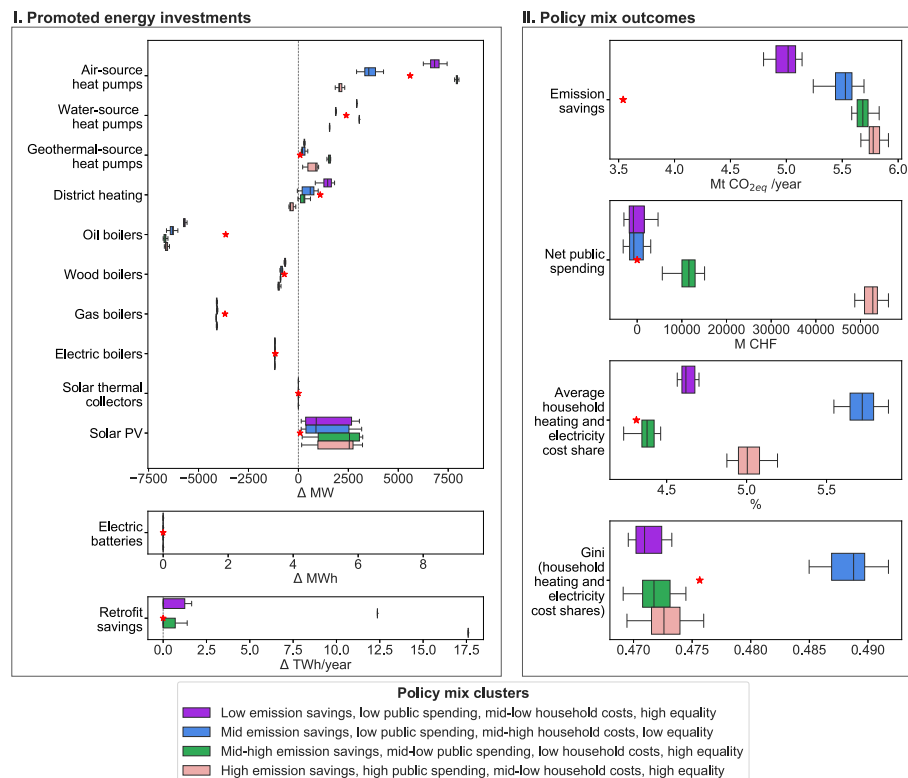 I. Promoted energy investments
Air-source
heat pumps
Water-source
heat pumps
Geothermal-source
heat pumps
District heating
Oil boilers
Wood boilers
Gas boilers
Electric boilers
Solar thermal
collectors
Solar PV
−7500 −5000 −2500 0 2500 5000 7500
Δ MW
Electric
batteries
0 2 4 6 8
Δ MWh
Retrofit
savings
0.0 2.5 5.0 7.5 10.0 12.5 15.0 17.5
Δ TWh/year
II. Policy mix outcomes
Emission
savings
3.5 4.0 4.5 5.0 5.5 6.0
Mt CO2eq /year
Net public
spending
0 10000 20000 30000 40000 50000
M CHF
Average
household
heating and
electricity
cost share
4.5 5.0 5.5
%
Gini
(household
heating and
electricity
cost shares)
0.470 0.475 0.480 0.485 0.490
Policy mix clusters
Low emission savings, low public spending, mid-low household costs, high equality
Mid emission savings, low public spending, mid-high household costs, low equality
Mid-high emission savings, mid-low public spending, low household costs, high equality
High emission savings, high public spending, mid-low household costs, high equality